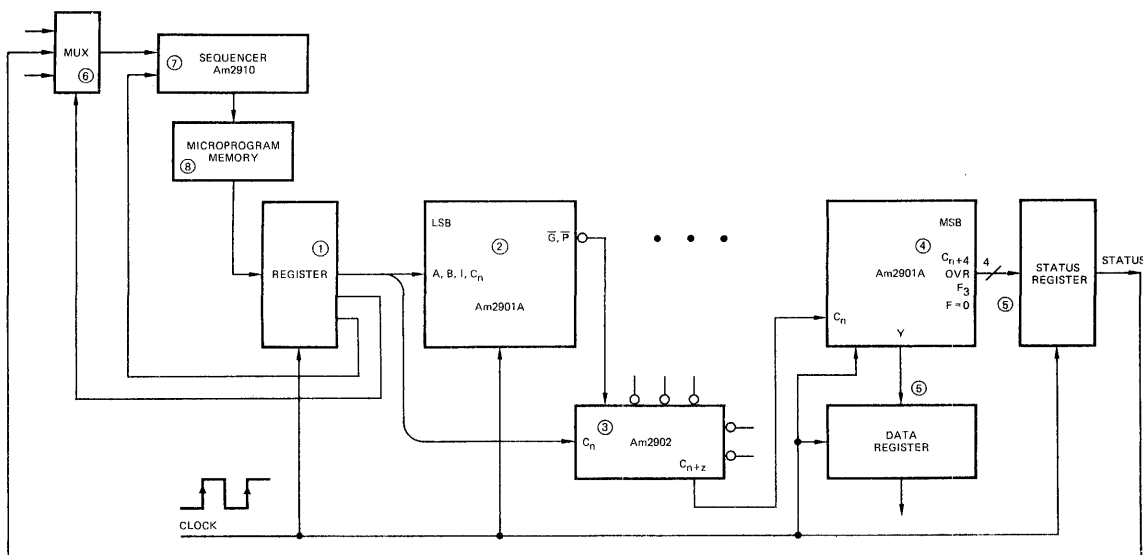 MUX
⑥
SEQUENCER
Am2910
⑦
MICROPROGRAM
MEMORY
⑧
①
REGISTER
LSB
②
G̅, P̅
A, B, I, Cn
Am2901A
MSB
④
Am2901A
Cn+4
OVR
F3
F=0
4
Cn
Y
⑤
STATUS
REGISTER
STATUS
③
Cn
Am2902
Cn+z
⑤
DATA
REGISTER
CLOCK